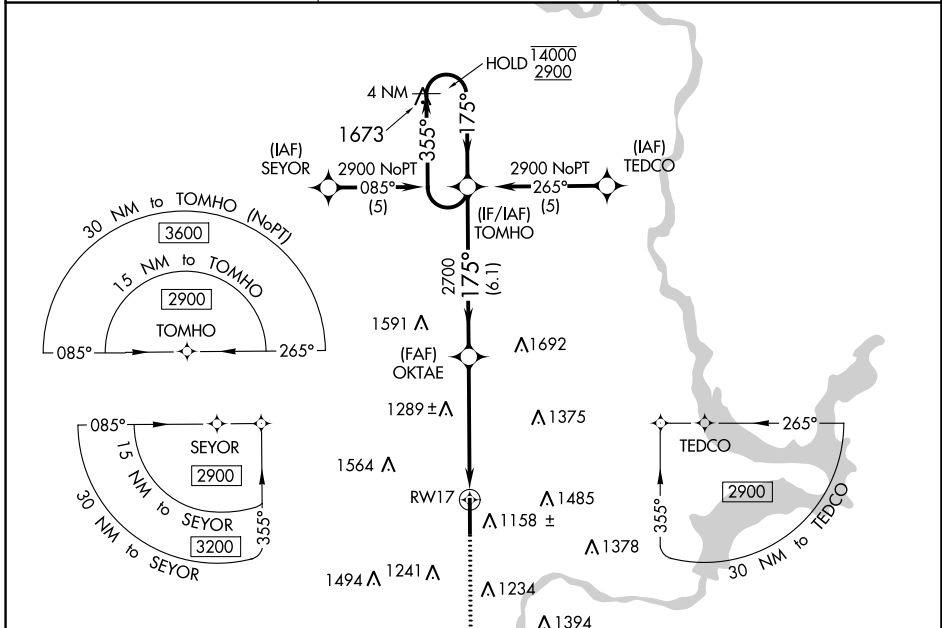 HOLD 14000
2900
4 NM
1673
355°
175°
(IAF)
SEYOR
2900 NoPT
085°
(5)
(IAF)
TEDCO
2900 NoPT
265°
(5)
(IF/IAF)
TOMHO
30 NM to TOMHO (NoPT)
3600
15 NM to TOMHO
2900
TOMHO
085°
265°
2700
175°
(6.1)
1591
1692
(FAF)
OKTAE
1289 ±
1375
085°
SEYOR
2900
15 NM to SEYOR
3200
30 NM to SEYOR
355°
1564
RW17
1485
1158 ±
1378
265°
TEDCO
2900
355°
30 NM to TEDCO
1494
1241
1234
1394